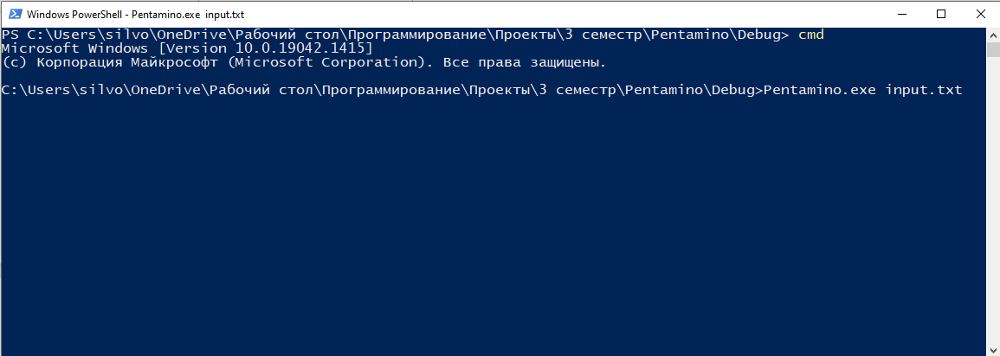 Windows PowerShell - Pentamino.exe input.txt
PS C:\Users\silvo\OneDrive\Рабочий стол\Программирование\Проекты\3 семестр\Pentamino\Debug> cmd
Microsoft Windows [Version 10.0.19042.1415]
(c) Корпорация Майкрософт (Microsoft Corporation). Все права защищены.
C:\Users\silvo\OneDrive\Рабочий стол\Программирование\Проекты\3 семестр\Pentamino\Debug>Pentamino.exe input.txt